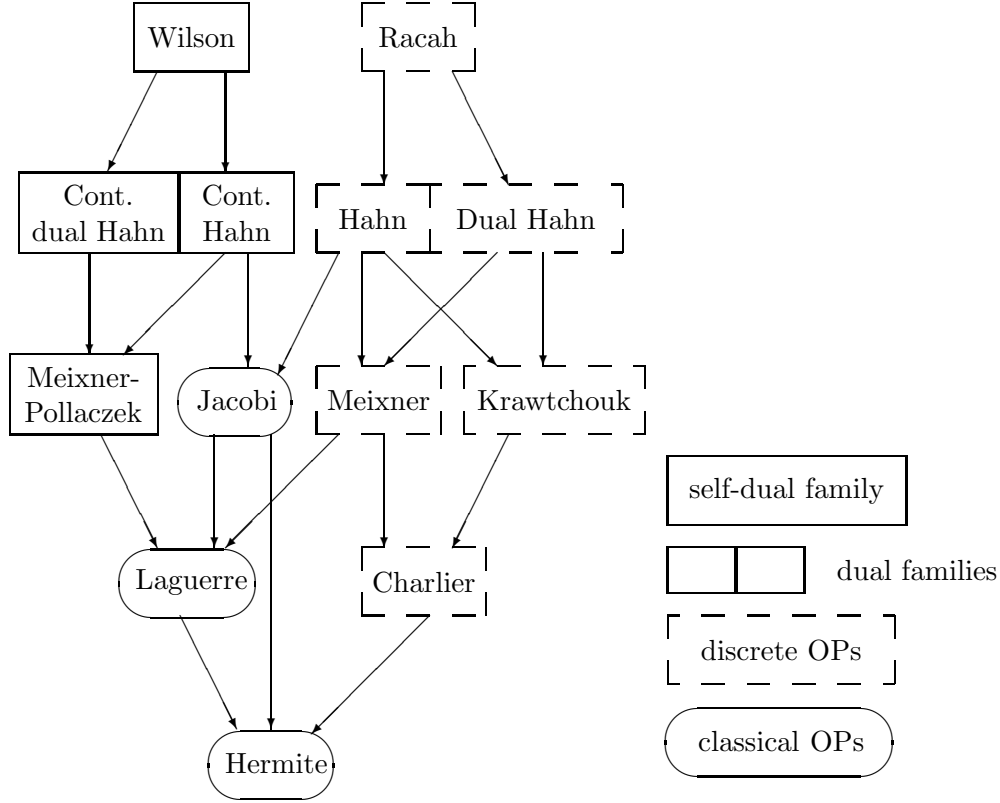 Wilson
Racah
Cont.
dual Hahn
Cont.
Hahn
Hahn
Dual Hahn
Meixner-
Pollaczek
Jacobi
Meixner
Krawtchouk
self-dual family
Laguerre
Charlier
dual families
discrete OPs
classical OPs
Hermite